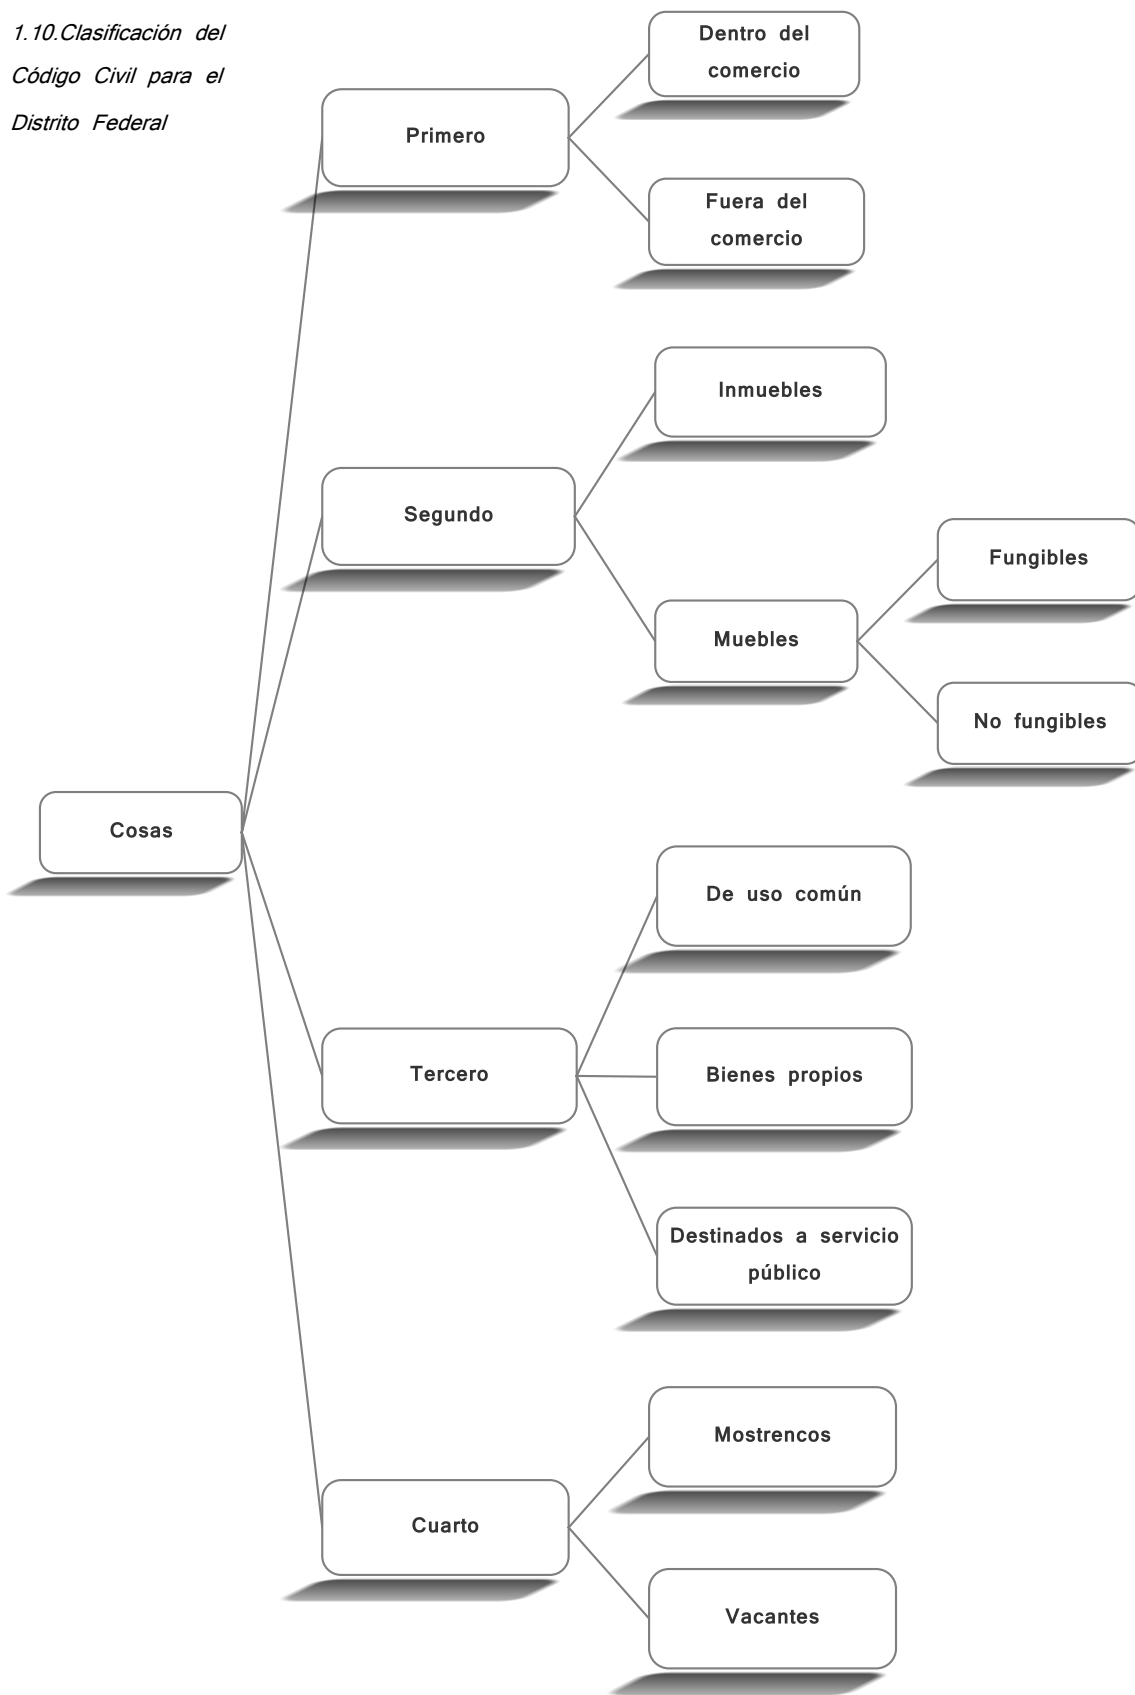 1.10.Clasificación del
Código Civil para el
Distrito Federal
Dentro del
comercio
Primero
Fuera del
comercio
Inmuebles
Segundo
Fungibles
Muebles
No fungibles
Cosas
De uso común
Tercero
Bienes propios
Destinados a servicio
público
Mostrencos
Cuarto
Vacantes